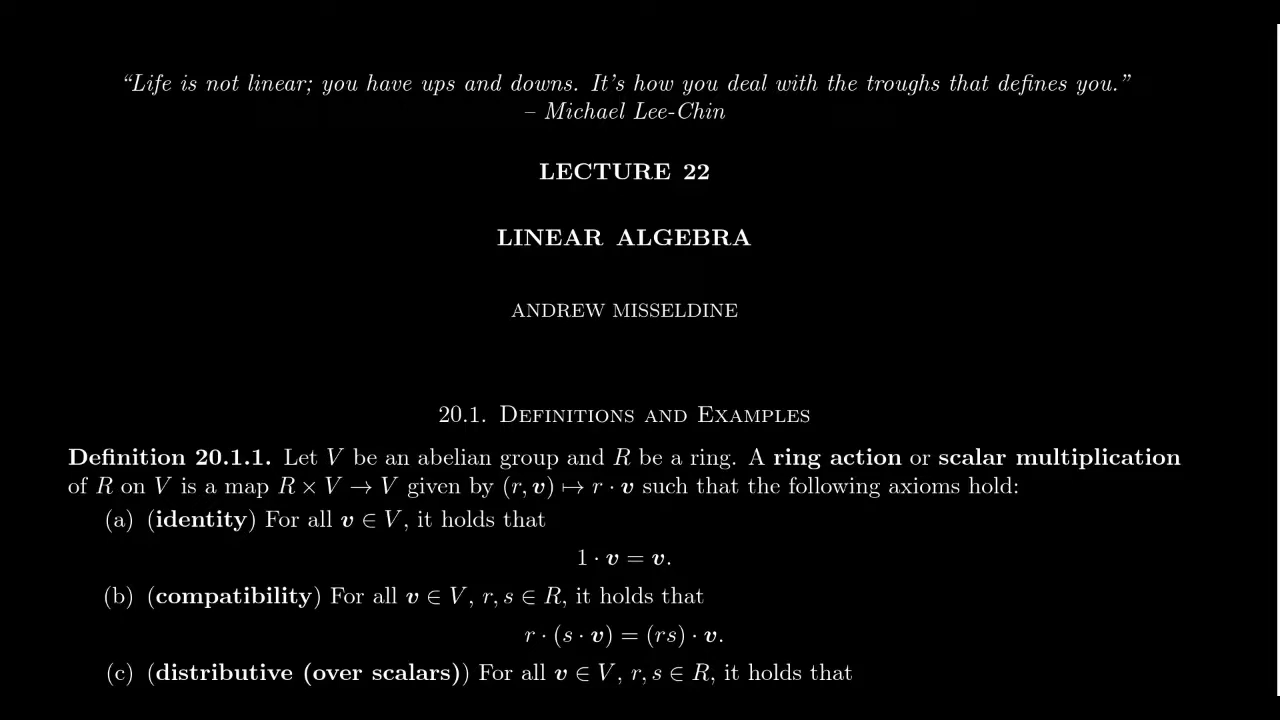 “Life is not linear; you have ups and downs. It’s how you deal with the troughs that defines you.”
– Michael Lee-Chin
LECTURE 22
LINEAR ALGEBRA
ANDREW MISSELDINE
20.1. Definitions and Examples
Definition 20.1.1. Let V be an abelian group and R be a ring. A ring action or scalar multiplication
of R on V is a map R × V → V given by (r, v) ↦ r · v such that the following axioms hold:
(a) (identity) For all v ∈ V, it holds that
1 · v = v.
(b) (compatibility) For all v ∈ V, r, s ∈ R, it holds that
r · (s · v) = (rs) · v.
(c) (distributive (over scalars)) For all v ∈ V, r, s ∈ R, it holds that